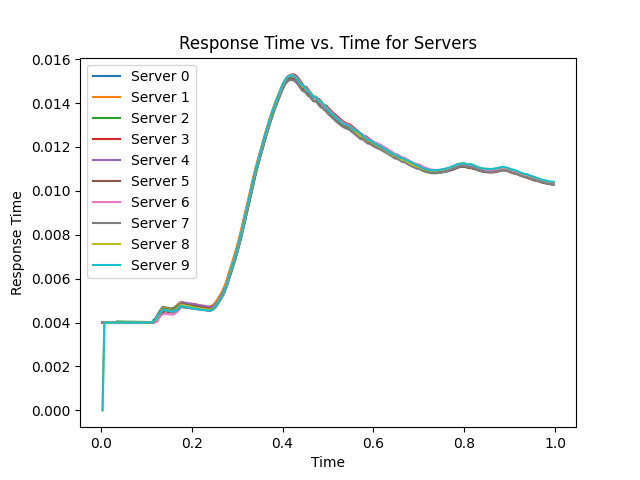 Response Time vs. Time for Servers
0.016
0.014
0.012
0.010
0.008
0.006
0.004
0.002
0.000
Response Time
Server 0
Server 1
Server 2
Server 3
Server 4
Server 5
Server 6
Server 7
Server 8
Server 9
0.0 0.2 0.4 0.6 0.8 1.0
Time